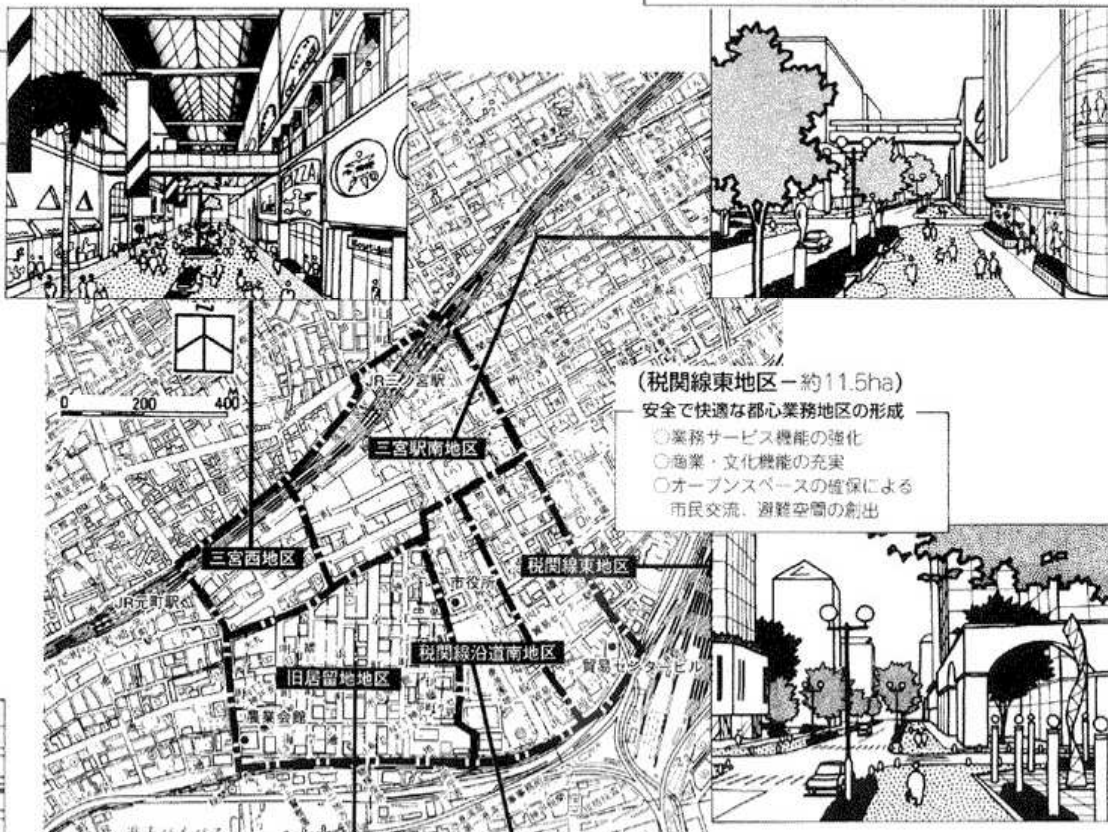 PIZZA
JR三ノ宮駅
0 200 400
三宮駅南地区
(税関線東地区－約11.5ha)
安全で快適な都心業務地区の形成
○業務サービス機能の強化
○商業・文化機能の充実
○オープンスペースの確保による
市民交流、避難空間の創出
三宮西地区
税関線東地区
市役所
JR元町駅
税関線沿道南地区
貿易センタービル
旧居留地地区
農業会館